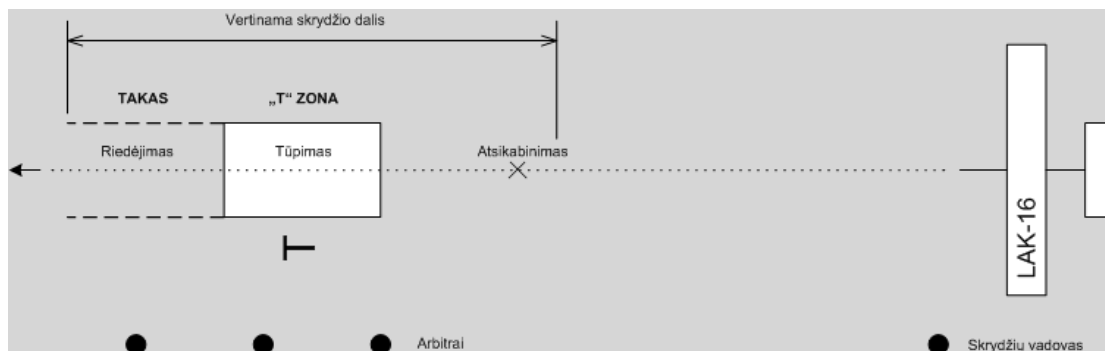 Vertinama skrydžio dalis
TAKAS
„T“ ZONA
Riedėjimas
Tūpimas
Atsikabinimas
LAK-16
Arbitrai
Skrydžių vadovas